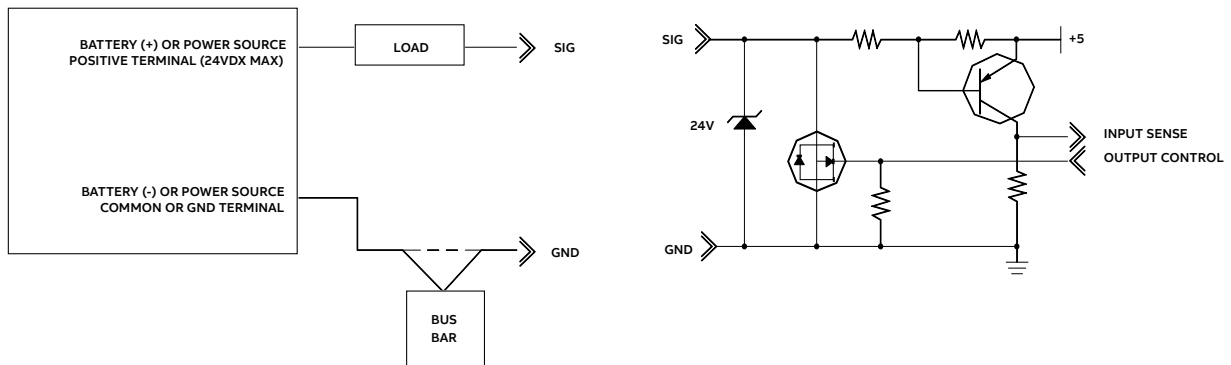 BATTERY (+) OR POWER SOURCE
POSITIVE TERMINAL (24VDX MAX)
LOAD
SIG
BATTERY (-) OR POWER SOURCE
COMMON OR GND TERMINAL
GND
BUS
BAR
SIG
+5
24V
INPUT SENSE
OUTPUT CONTROL
GND